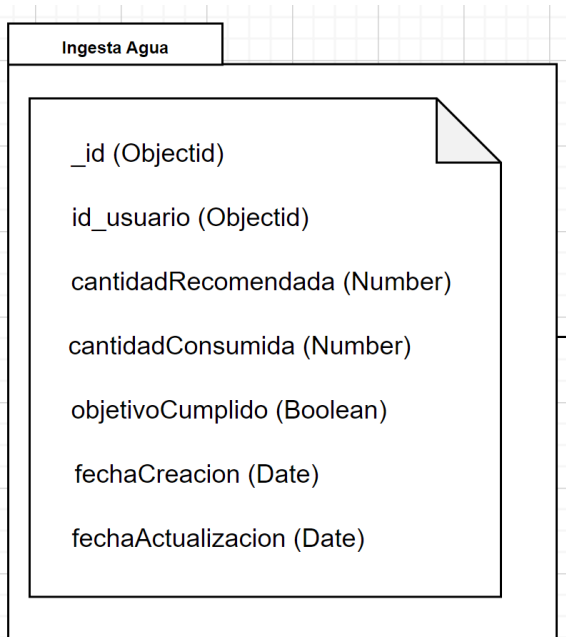 Ingesta Agua
_id (Objectid)
id_usuario (Objectid)
cantidadRecomendada (Number)
cantidadConsumida (Number)
objetivoCumplido (Boolean)
fechaCreacion (Date)
fechaActualizacion (Date)